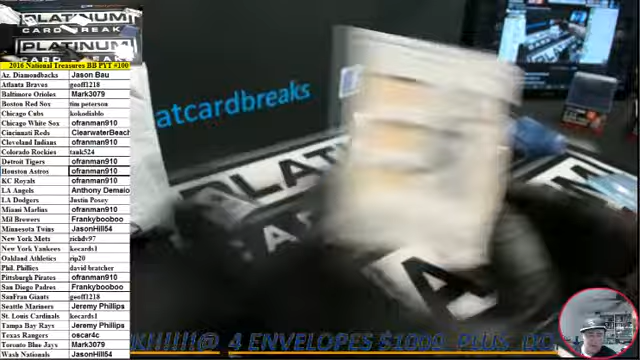 PLATINUM
CARD BREAK
PLATINUM
2016 National Treasures BB PYT #100
Az. Diamondbacks Jason Bau
Atlanta Braves geoff1218
Baltimore Orioles Mark3079
Boston Red Sox tim peterson
Chicago Cubs kokodiablo
Chicago White Sox ofranman910
Cincinnati Reds ClearwaterBeach
Cleveland Indians ofranman910
Colorado Rockies tank524
Detroit Tigers ofranman910
Houston Astros ofranman910
KC Royals ofranman910
LA Angels Anthony Demaio
LA Dodgers Justin Posey
Miami Marlins ofranman910
Mil Brewers Frankybooboo
Minnesota Twins JasonHill54
New York Mets richdv97
New York Yankees kecards1
Oakland Athletics rip20
Phil. Phillies david bratcher
Pittsburgh Pirates ofranman910
San Diego Padres Frankybooboo
SanFran Giants geoff1218
Seattle Mariners Jeremy Phillips
St. Louis Cardinals kecards1
Tampa Bay Rays Jeremy Phillips
Texas Rangers oscar4c
Toronto Blue Jays Mark3079
Wash Nationals JasonHill54
atcardbreaks
!!!!!!@ 4 ENVELOPES $1000 PLUS